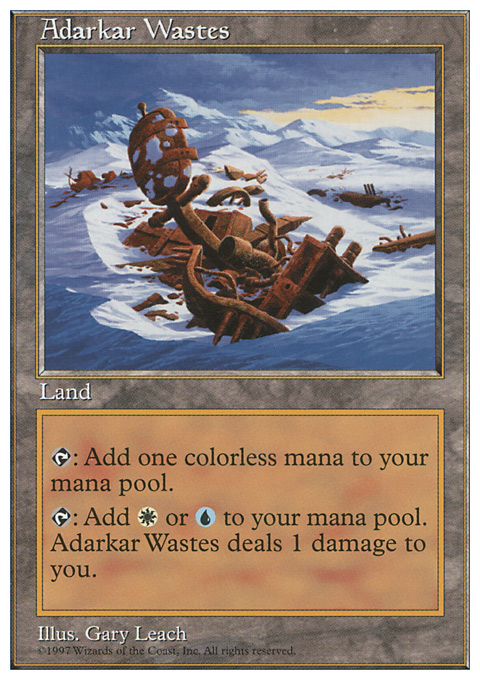 Adarkar Wastes
Land
: Add one colorless mana to your
mana pool.
: Add or to your mana pool.
Adarkar Wastes deals 1 damage to
you.
Illus. Gary Leach
©1997 Wizards of the Coast, Inc. All rights reserved.